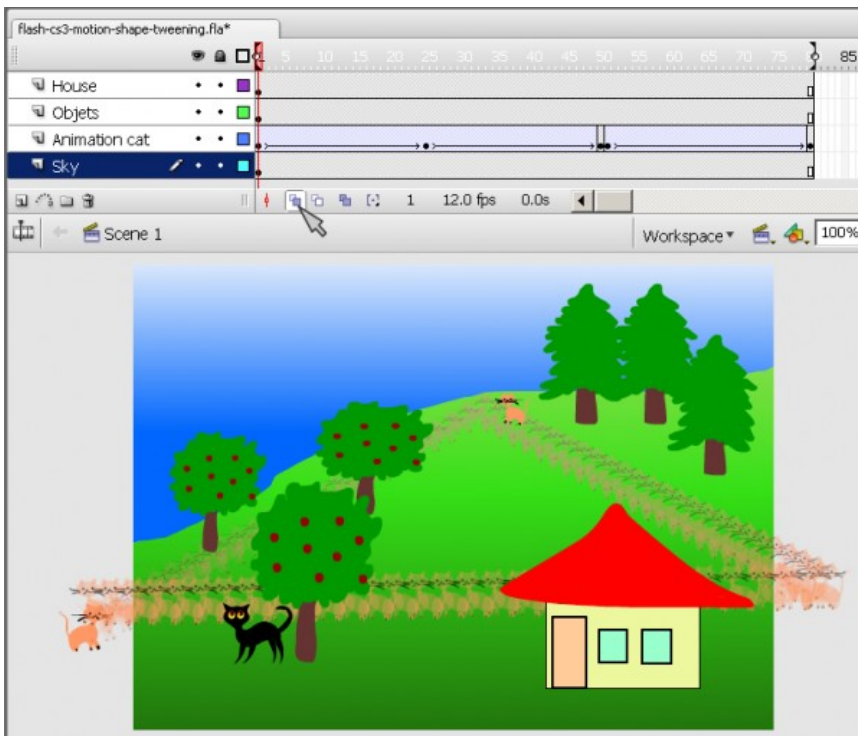 flash-cs3-motion-shape-tweening.fla*
5 10 15 20 25 30 35 40 45 50 55 60 65 70 75 85
House
Objets
Animation cat
Sky
1 12.0 fps 0.0s
Scene 1 Workspace 100%